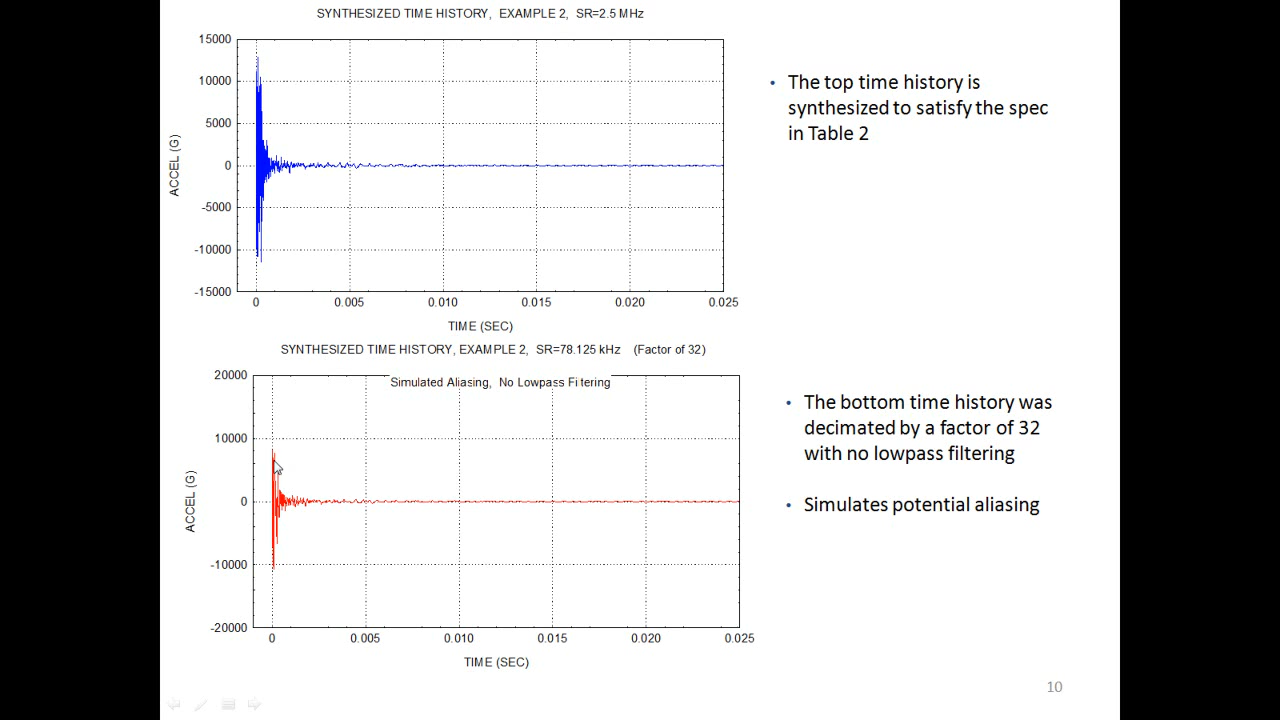 SYNTHESIZED TIME HISTORY, EXAMPLE 2, SR=2.5 MHz
15000
10000
5000
0
-5000
-10000
-15000
ACCEL (G)
0 0.005 0.010 0.015 0.020 0.025
TIME (SEC)
• The top time history is
synthesized to satisfy the spec
in Table 2
SYNTHESIZED TIME HISTORY, EXAMPLE 2, SR=78.125 kHz (Factor of 32)
Simulated Aliasing, No Lowpass Filtering
20000
10000
0
-10000
-20000
ACCEL (G)
0 0.005 0.010 0.015 0.020 0.025
TIME (SEC)
• The bottom time history was
decimated by a factor of 32
with no lowpass filtering
• Simulates potential aliasing
10